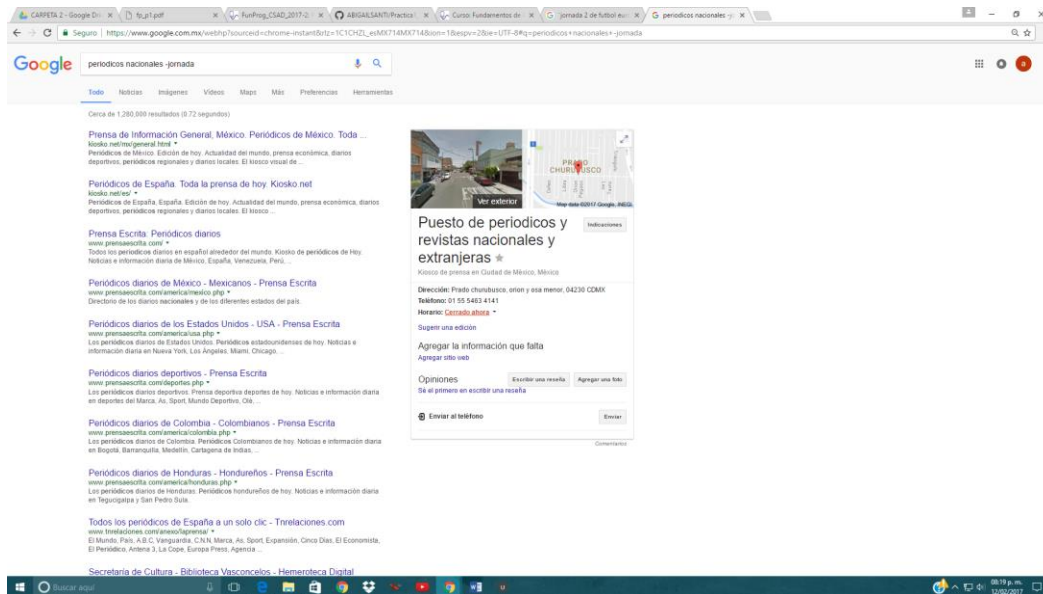 CARPETA 2 - Google Dri
fp_p1.pdf
FunProg_CSAD_2017-2
ABIGAILSANTI/Practica
Curso: Fundamentos de
jornada 2 de futbol eur
periodicos nacionales -jo
Seguro
https://www.google.com.mx/webhp?sourceid=chrome-instant&rlz=1C1CHZL_esMX714MX714&ion=1&espv=2&ie=UTF-8#q=periodicos+nacionales+-jornada
Google
periodicos nacionales -jornada
Todo Noticias Imágenes Videos Maps Más Preferencias Herramientas
Cerca de 1,280,000 resultados (0.72 segundos)
Prensa de Información General, México. Periódicos de México. Toda ...
kiosko.net/mx/general.html
Periódicos de México. Edición de hoy. Actualidad del mundo, prensa económica, diarios
deportivos, periódicos regionales y diarios locales. El kiosco visual de ...
Periódicos de España. Toda la prensa de hoy. Kiosko.net
kiosko.net/es/
Periódicos de España, España. Edición de hoy. Actualidad del mundo, prensa económica, diarios
deportivos, periódicos regionales y diarios locales. El kiosco ...
Prensa Escrita: Periódicos diarios
www.prensaescrita.com/
Todos los periodicos diarios en español alrededor del mundo. Kiosko de periódicos de Hoy.
Noticias e información diaria de México, España, Venezuela, Perú, ...
Periódicos diarios de México - Mexicanos - Prensa Escrita
www.prensaescrita.com/america/mexico.php
Directorio de los diarios nacionales y de los diferentes estados del país.
Periódicos diarios de los Estados Unidos - USA - Prensa Escrita
www.prensaescrita.com/america/usa.php
Los periódicos diarios de Estados Unidos. Periódicos estadounidenses de hoy. Noticias e
información diaria en Nueva York, Los Ángeles, Miami, Chicago, ...
Periódicos diarios deportivos - Prensa Escrita
www.prensaescrita.com/deportes.php
Los periódicos diarios deportivos. Prensa deportiva deportes de hoy. Noticias e información diaria
en deportes del Marca, As, Sport, Mundo Deportivo, Olé, ...
Periódicos diarios de Colombia - Colombianos - Prensa Escrita
www.prensaescrita.com/america/colombia.php
Los periódicos diarios de Colombia. Periódicos Colombianos de hoy. Noticias e información diaria
en Bogotá, Barranquilla, Medellín, Cartagena de Indias, ...
Periódicos diarios de Honduras - Hondureños - Prensa Escrita
www.prensaescrita.com/america/honduras.php
Los periódicos diarios de Honduras. Periódicos hondureños de hoy. Noticias e información diaria
en Tegucigalpa y San Pedro Sula.
Todos los periódicos de España a un solo clic - Tnrelaciones.com
www.tnrelaciones.com/anexo/laprensa/
El Mundo, País, A.B.C, Vanguardia, C.N.N, Marca, As, Sport, Expansión, Cinco Días, El Economista,
El Periódico, Antena 3, La Cope, Europa Press, Agencia ...
Secretaría de Cultura - Biblioteca Vasconcelos - Hemeroteca Digital
PRADO
CHURUBUSCO
Ver exterior
Map data ©2017 Google, INEGI
Puesto de periodicos y
revistas nacionales y
extranjeras
Indicaciones
Kiosco de prensa en Ciudad de México, México
Dirección: Prado churubusco, orion y osa menor, 04230 CDMX
Teléfono: 01 55 5463 4141
Horario: Cerrado ahora
Sugerir una edición
Agregar la información que falta
Agregar sitio web
Opiniones
Escribir una reseña
Agregar una foto
Sé el primero en escribir una reseña
Enviar al teléfono
Enviar
Comentarios
Buscar aquí
08:19 p. m.
12/02/2017